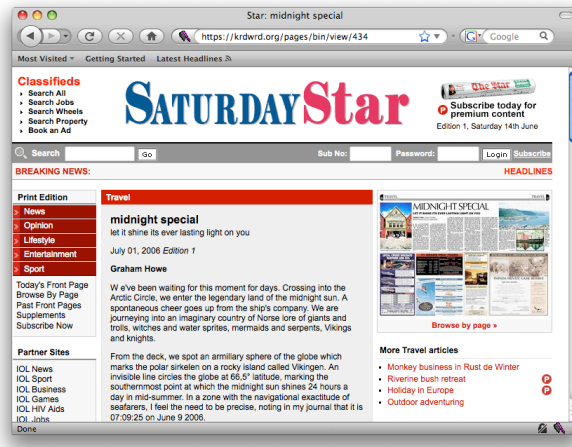 Star: midnight special
https://krdwrd.org/pages/bin/view/434
Google
Most Visited
Getting Started
Latest Headlines
Classifieds
Search All
Search Jobs
Search Wheels
Search Property
Book an Ad
SATURDAY Star
The Star
Subscribe today for
premium content
Edition 1, Saturday 14th June
Search
Go
Sub No:
Password:
Login
Subscribe
BREAKING NEWS:
HEADLINES
Print Edition
News
Opinion
Lifestyle
Entertainment
Sport
Today's Front Page
Browse By Page
Past Front Pages
Supplements
Subscribe Now
Partner Sites
IOL News
IOL Sport
IOL Business
IOL Games
IOL HIV Aids
IOL Jobs
Travel
midnight special
let it shine its ever lasting light on you
July 01, 2006 Edition 1
Graham Howe
W e've been waiting for this moment for days. Crossing into the
Arctic Circle, we enter the legendary land of the midnight sun. A
spontaneous cheer goes up from the ship's company. We are
journeying into an imaginary country of Norse lore of giants and
trolls, witches and water sprites, mermaids and serpents, Vikings
and knights.
From the deck, we spot an armillary sphere of the globe which
marks the polar sirkelen on a rocky island called Vikingen. An
invisible line circles the globe at 66,5° latitude, marking the
southernmost point at which the midnight sun shines 24 hours a
day in mid-summer. In a zone with the navigational exactitude of
seafarers, I feel the need to be precise, noting in my journal that it is
07:09:25 on June 9 2006.
TRAVEL
MIDNIGHT SPECIAL
LET IT SHINE ITS EVER LASTING LIGHT ON YOU
Browse by page »
More Travel articles
Monkey business in Rust de Winter
Riverine bush retreat
Holiday in Europe
Outdoor adventuring
Done